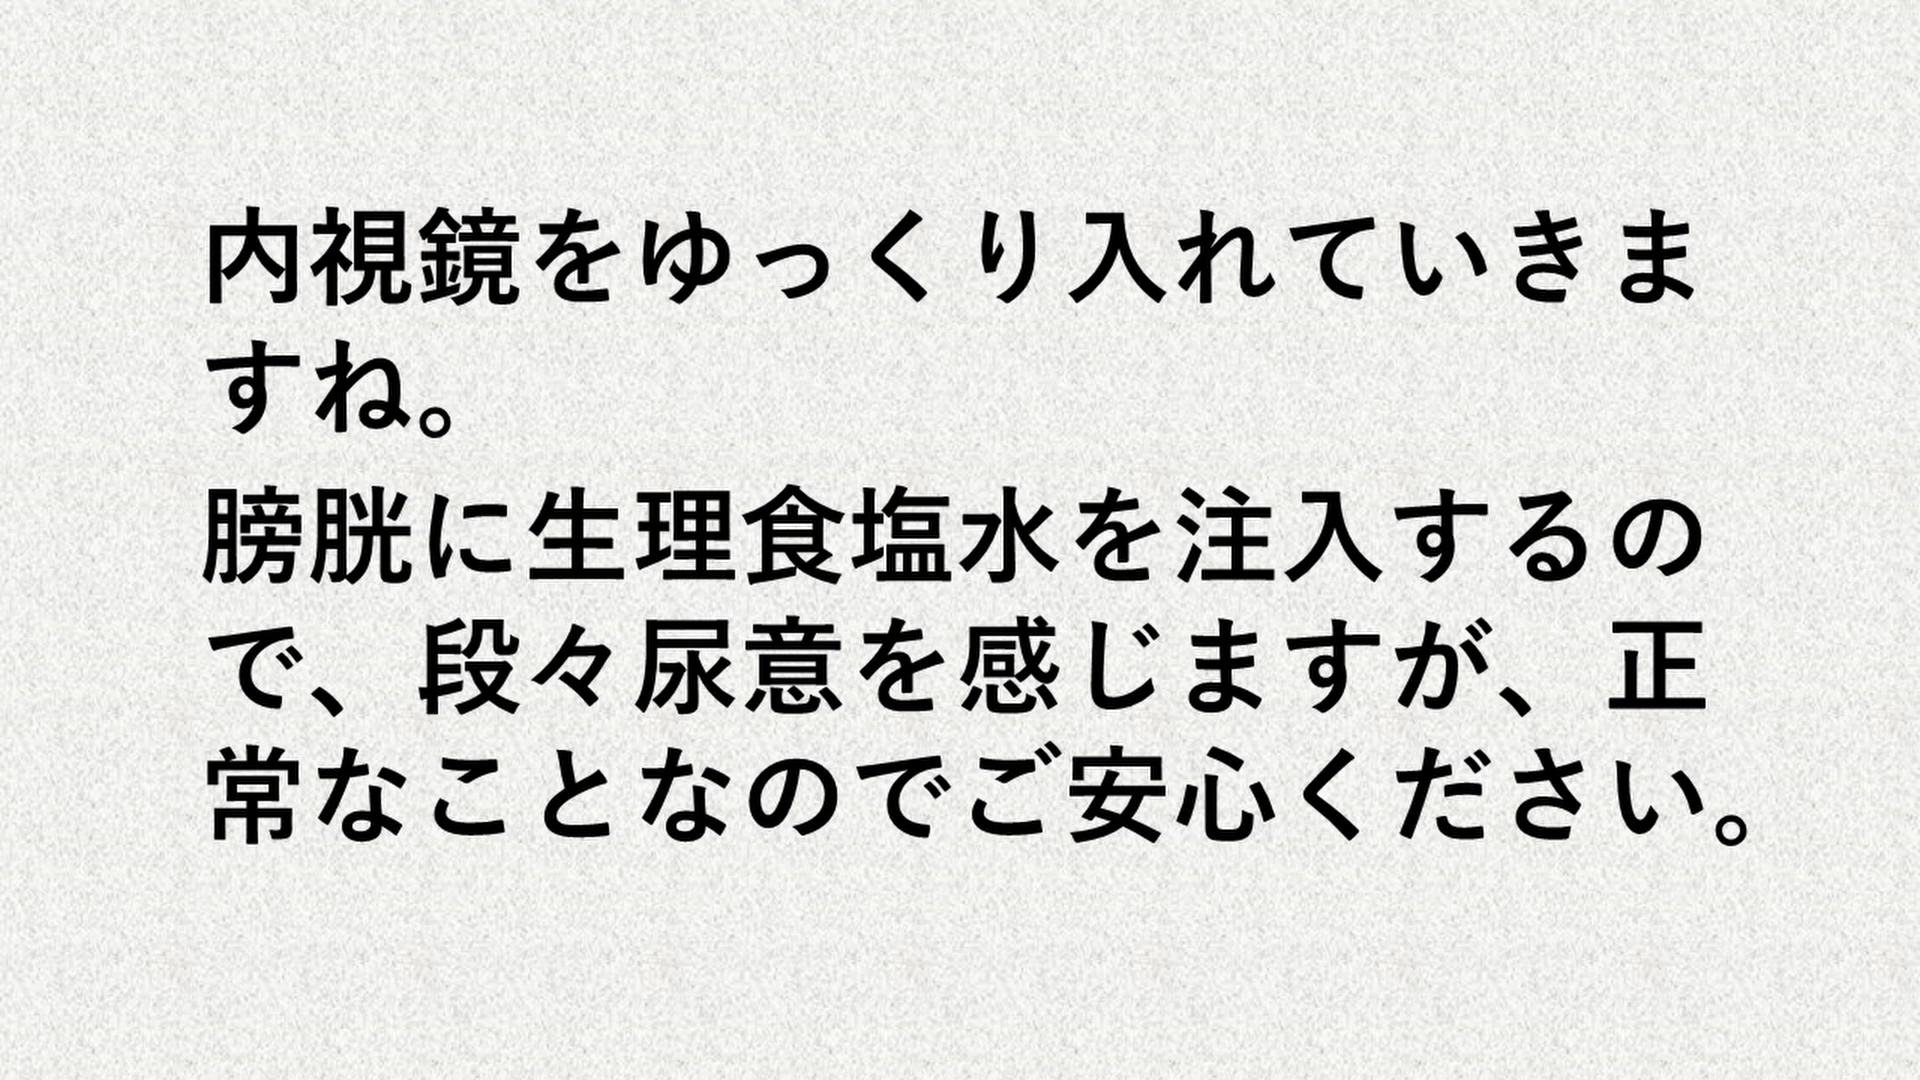 内視鏡をゆっくり入れていきま
すね。
膀胱に生理食塩水を注入するの
で、段々尿意を感じますが、正
常なことなのでご安心ください。